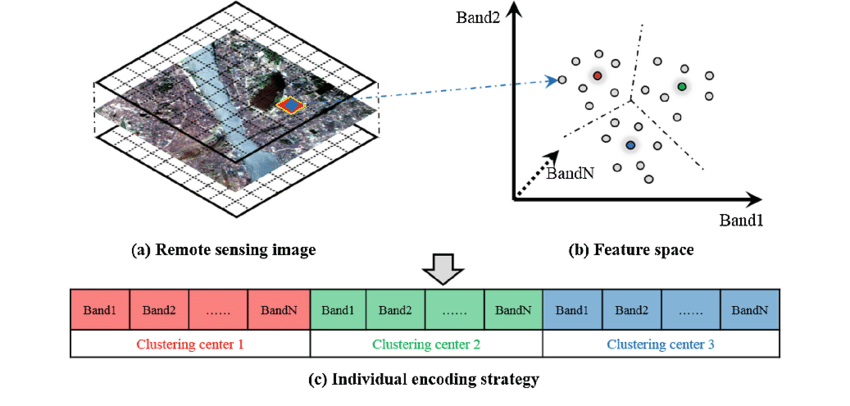 Band2
BandN
Band1
(a) Remote sensing image
(b) Feature space
Band1 Band2 ...... BandN Band1 Band2 ...... BandN Band1 Band2 ...... BandN
Clustering center 1 Clustering center 2 Clustering center 3
(c) Individual encoding strategy